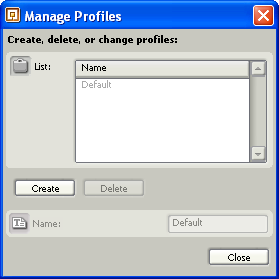 Manage Profiles
Create, delete, or change profiles:
List:
Name
Default
Create Delete
Name: Default
Close